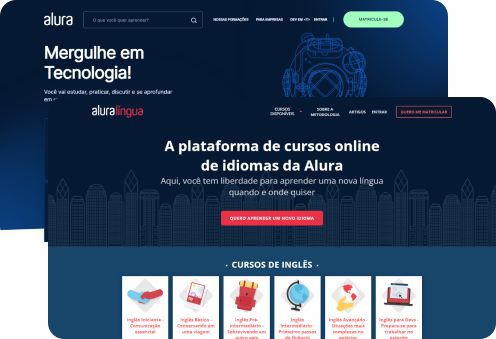 alura
O que você quer aprender?
NOSSAS FORMAÇÕES
PARA EMPRESAS
DEV EM <T>
ENTRAR
MATRICULE-SE
Mergulhe em
Tecnologia!
Você vai estudar, praticar, discutir e se aprofundar
em
aluralíngua
CURSOS
DISPONÍVEIS
SOBRE A
METODOLOGIA
ARTIGOS
ENTRAR
QUERO ME MATRICULAR
A plataforma de cursos online
de idiomas da Alura
Aqui, você tem liberdade para aprender uma nova língua
quando e onde quiser
QUERO APRENDER UM NOVO IDIOMA
• CURSOS DE INGLÊS •
Inglês Iniciante -
Comunicação
essencial
Inglês Básico -
Conversando em
uma viagem
Inglês Pré-
intermediário -
Sobrevivendo em
Inglês
Intermediário -
Primeiros passos
Inglês Avançado -
Situações mais
complexas no
exterior
Inglês para Devs -
Prepare-se para
trabalhar no
exterior